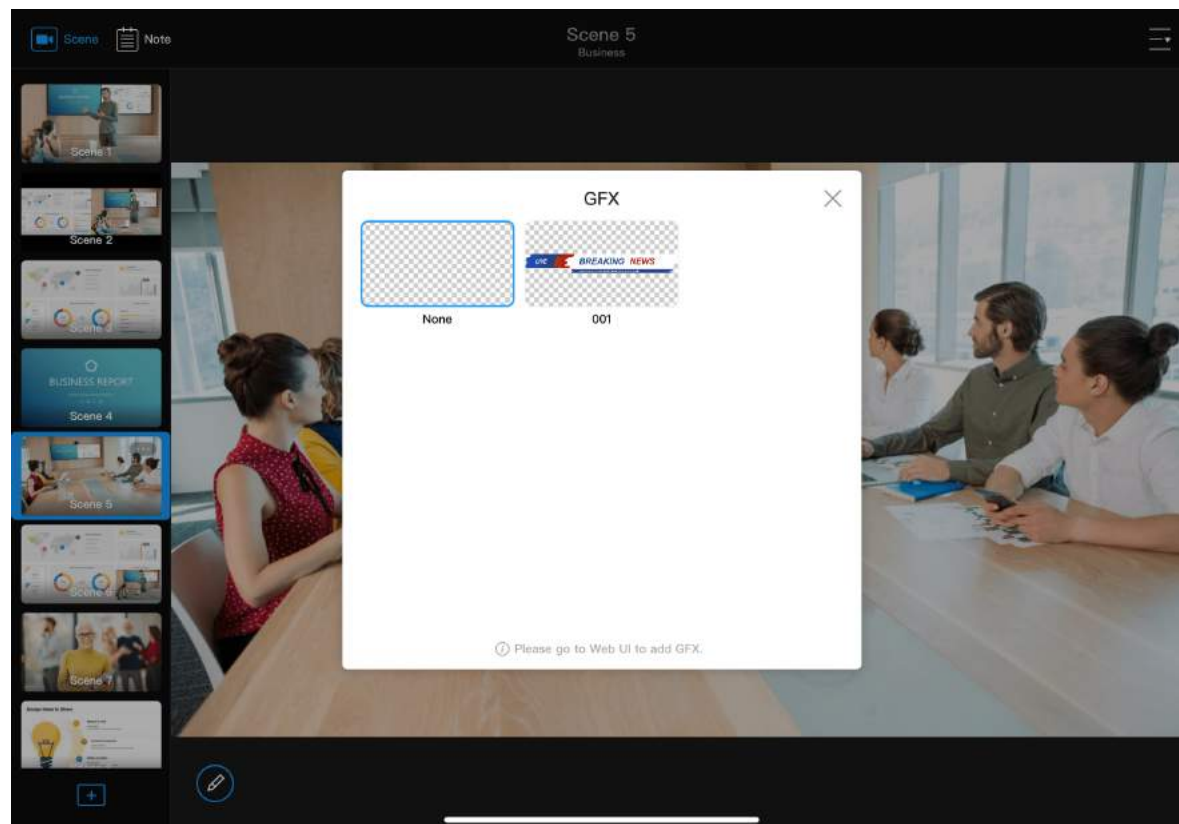 Scene
Note
Scene 5
Business
Scene 1
Scene 2
Scene 3
BUSINESS REPORT
Scene 4
Scene 5
Scene 6
Scene 7
GFX
LIVE BREAKING NEWS
None
001
Please go to Web UI to add GFX.